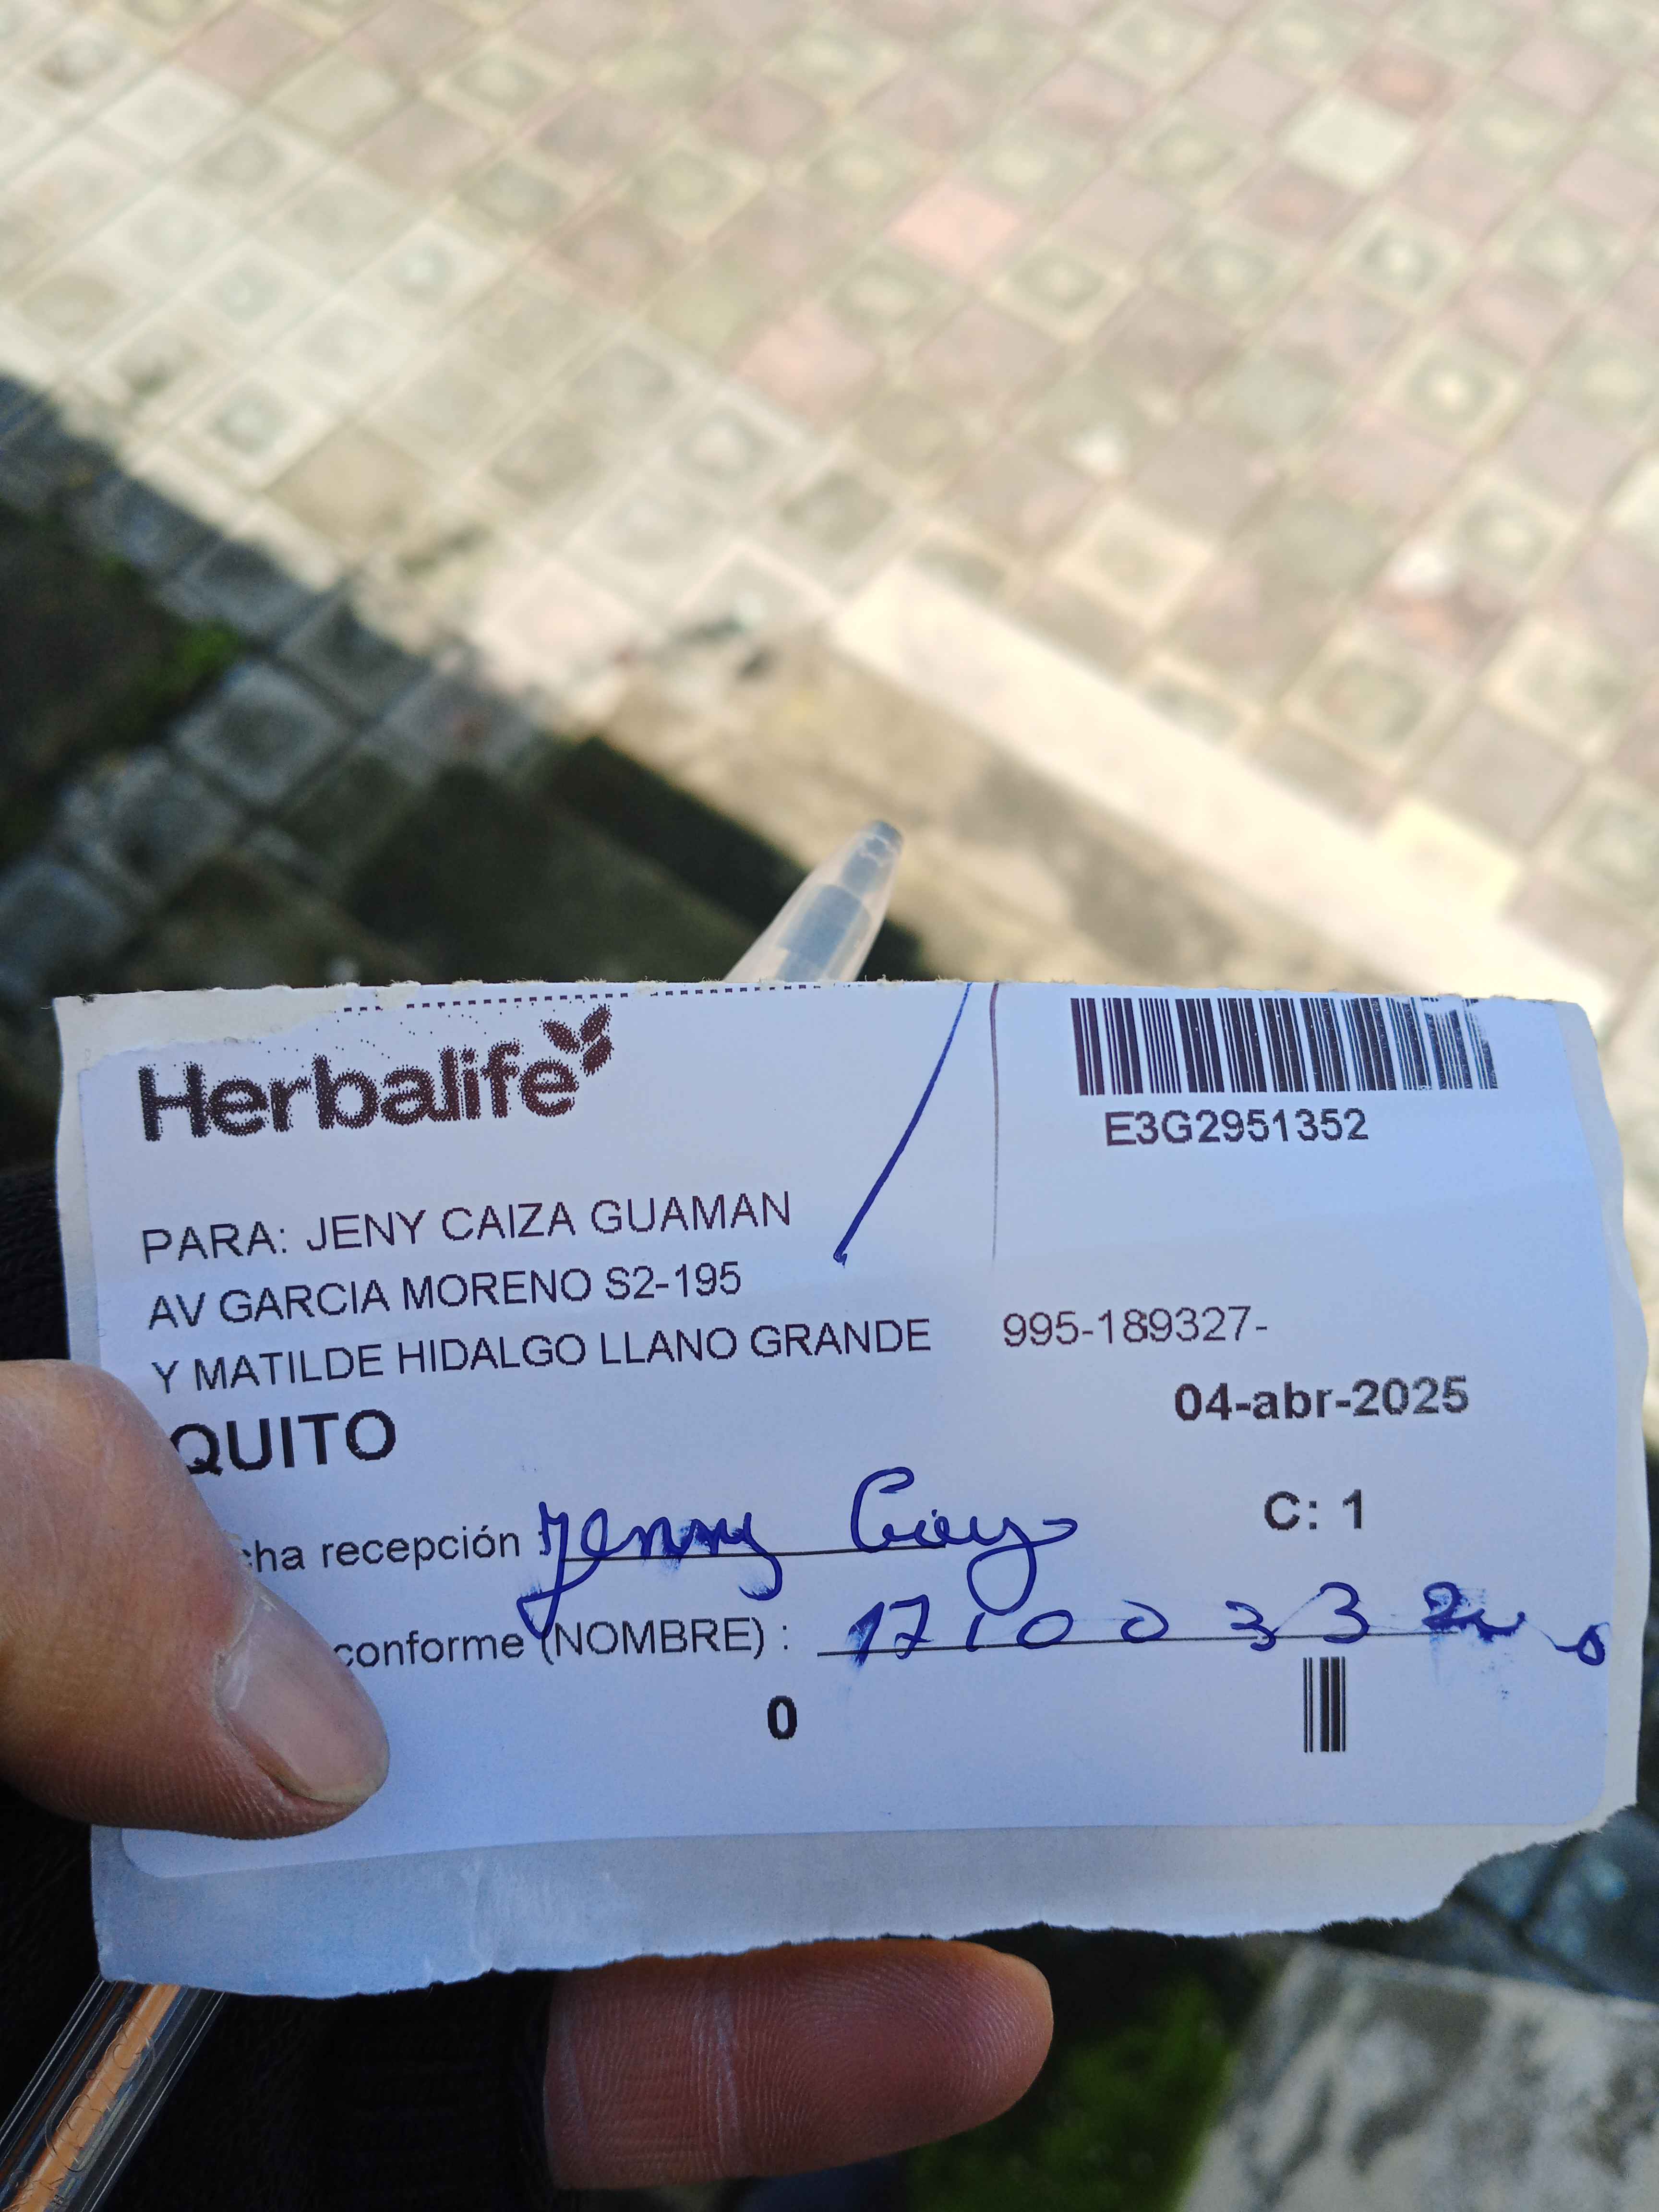 Herbalife
E3G2951352
PARA: JENY CAIZA GUAMAN
AV GARCIA MORENO S2-195
Y MATILDE HIDALGO LLANO GRANDE 995-189327-
04-abr-2025
QUITO
C: 1
cha recepción : Jenny
conforme (NOMBRE) :
0